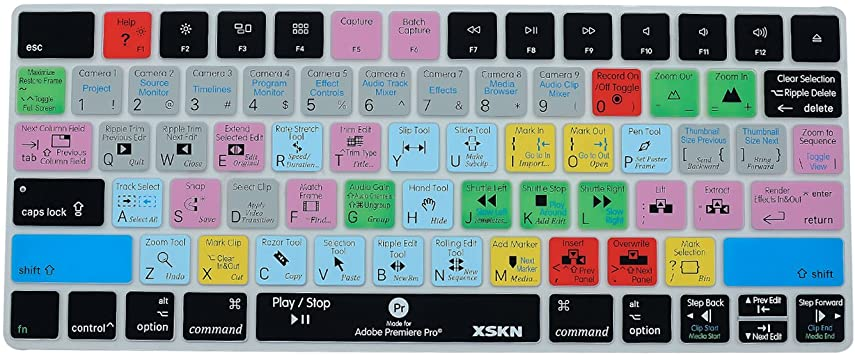 esc
Help
?
F1
F2
F3
F4
Capture
F5
Batch
Capture
F6
F7
F8
F9
F10
F11
F12
Maximize
Restore Frame
~
Toggle
Full Screen
Camera 1
Project
1 !
Camera 2
Source
Monitor
2 @
Camera 3
Timelines
3 #
Camera 4
Program
Monitor
4 $
Camera 5
Effect
Controls
5 %
Camera 6
Audio Track
Mixer
6 ^
Camera 7
Effects
7 &
Camera 8
Media
Browser
8 *
Camera 9
Audio Clip
Mixer
9 (
Record On
/Off Toggle
0 )
Zoom Out
Zoom In
Clear Selection
⌥ Ripple Delete
← delete
Next Column Field
⇧ Previous
Column Field
tab
Ripple Trim
Previous Edit
Q Quit
Ripple Trim
Next Edit
W Close
Extend
Selected Edit
E Edit
Original
Rate Stretch
Tool
R Speed/
Duration...
Trim Edit
T Trim Type
Title...
Slip Tool
Y
Slide Tool
U Make
Subclip...
Mark In
Go to In
I Import...
Mark Out
Go to Out
O Open...
Pen Tool
P Set Poster
Frame
Thumbnail
Size Previous
[ Send
Backward
Thumbnail
Size Next
] Bring
Forward
Zoom to
Sequence
Toggle
View
caps lock
Track Select
A Select All
Snap
S Save
Select Clip
D Apply
Video
Transition
Match
Frame
F Find...
Audio Gain
Ungroup
G Group
Hand Tool
H Hide
Shuttle Left
Slow Left
J
Shuttle Stop
Play
Around
K Add Edit
Shuttle Right
Slow
Right
L
Lift
Extract
Render
Effects In&Out
enter
return
shift ⇧
Zoom Tool
Z Undo
Mark Clip
⌥ Clear
In&Out
X Cut
Razor Tool
C Copy
Selection
Tool
V Paste
Ripple Edit
Tool
B New Bin
Rolling Edit
Tool
N New
Sequence
Add Marker
Next
Marker
M Media...
Insert
Prev
Panel
Overwrite
Next
Panel
Mark
Selection
? / Bin
shift ⇧
fn
control^
alt
⌥
option
⌘
command
Play / Stop
Pr
Made for
Adobe Premiere Pro®
XSKN
⌘
command
alt
⌥
option
Step Back
Clip Start
Media Start
Prev Edit
Next Edit
Step Forward
Clip End
Media End